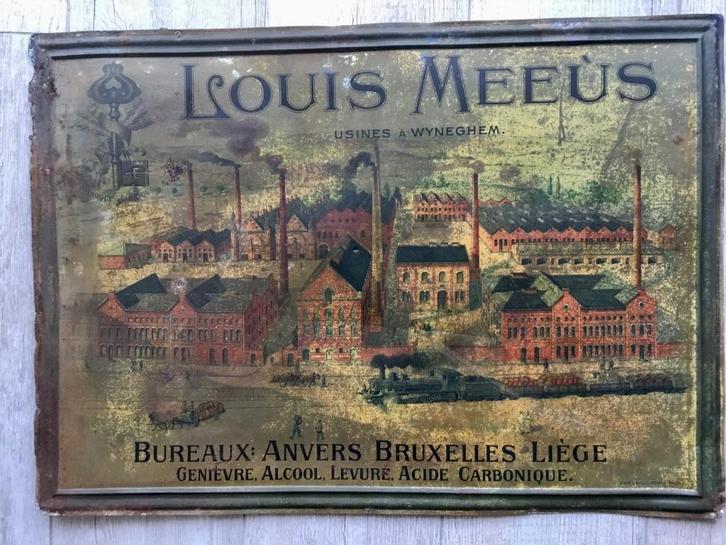 Louis Meeùs
Usines à Wyneghem.
Bureaux: Anvers Bruxelles Liège
Genièvre, Alcool, Levure, Acide Carbonique.